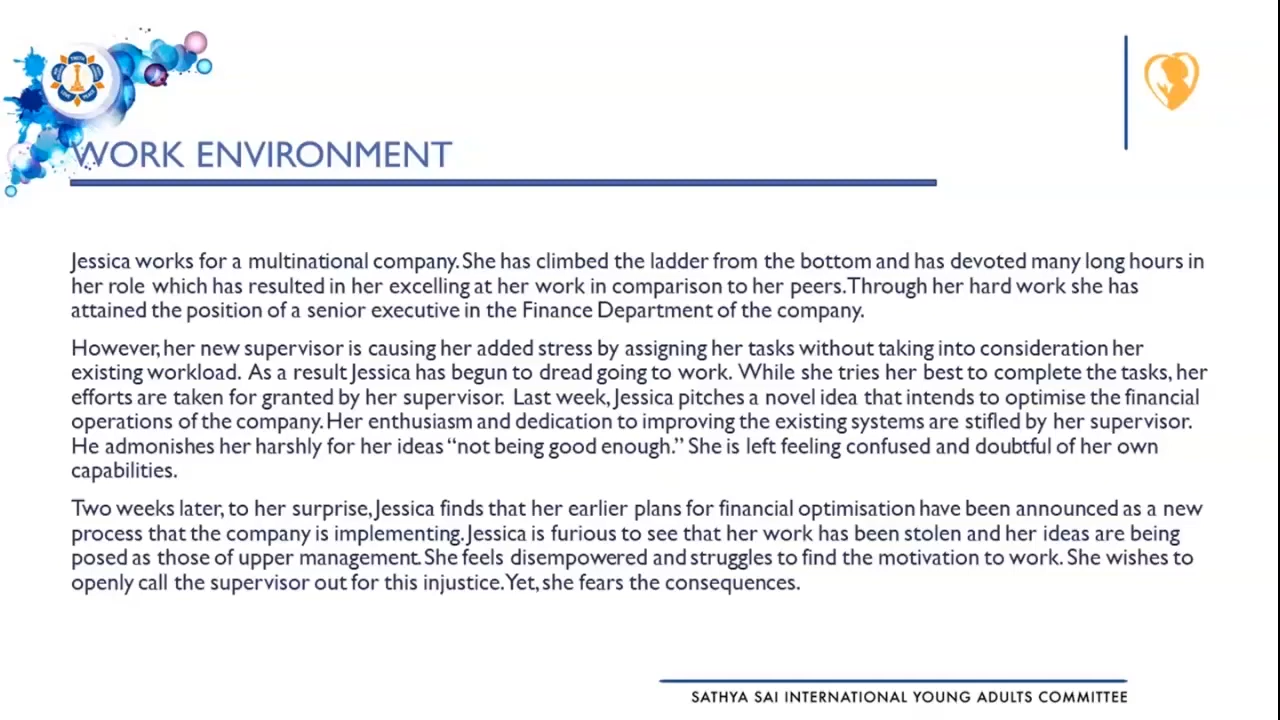 WORK ENVIRONMENT
Jessica works for a multinational company. She has climbed the ladder from the bottom and has devoted many long hours in
her role which has resulted in her excelling at her work in comparison to her peers. Through her hard work she has
attained the position of a senior executive in the Finance Department of the company.
However, her new supervisor is causing her added stress by assigning her tasks without taking into consideration her
existing workload. As a result Jessica has begun to dread going to work. While she tries her best to complete the tasks, her
efforts are taken for granted by her supervisor. Last week, Jessica pitches a novel idea that intends to optimise the financial
operations of the company. Her enthusiasm and dedication to improving the existing systems are stifled by her supervisor.
He admonishes her harshly for her ideas “not being good enough.” She is left feeling confused and doubtful of her own
capabilities.
Two weeks later, to her surprise, Jessica finds that her earlier plans for financial optimisation have been announced as a new
process that the company is implementing. Jessica is furious to see that her work has been stolen and her ideas are being
posed as those of upper management. She feels disempowered and struggles to find the motivation to work. She wishes to
openly call the supervisor out for this injustice. Yet, she fears the consequences.
SATHYA SAI INTERNATIONAL YOUNG ADULTS COMMITTEE